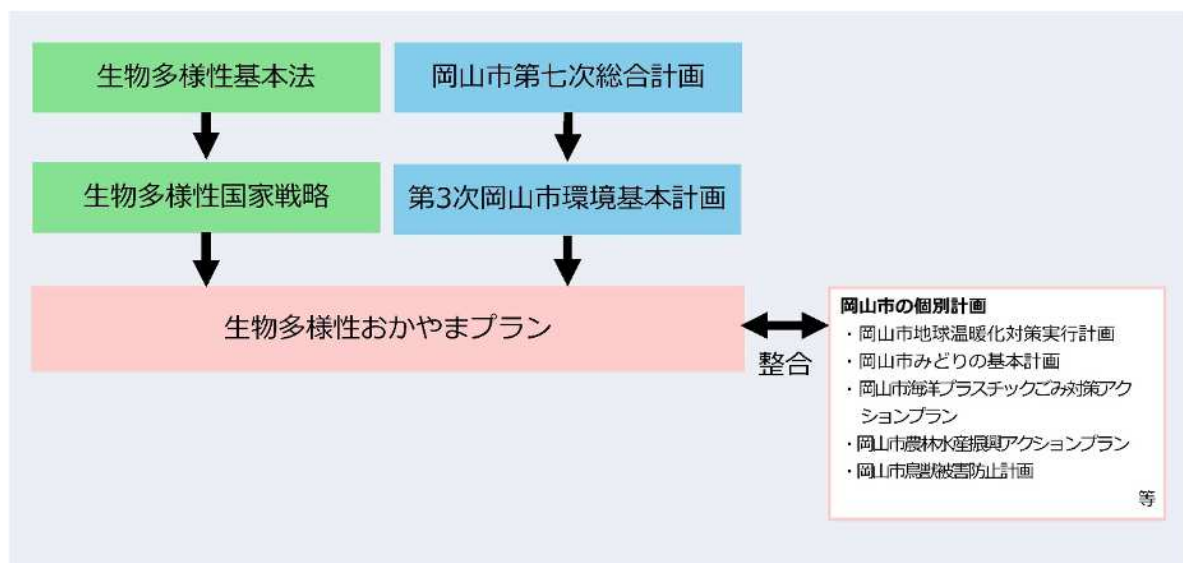 生物多様性基本法
岡山市第七次総合計画
生物多様性国家戦略
第3次岡山市環境基本計画
生物多様性おかやまプラン
整合
岡山市の個別計画
・岡山市地球温暖化対策実行計画
・岡山市みどりの基本計画
・岡山市海洋プラスチックごみ対策アク
ションプラン
・岡山市農林水産振興アクションプラン
・岡山市鳥獣被害防止計画
等